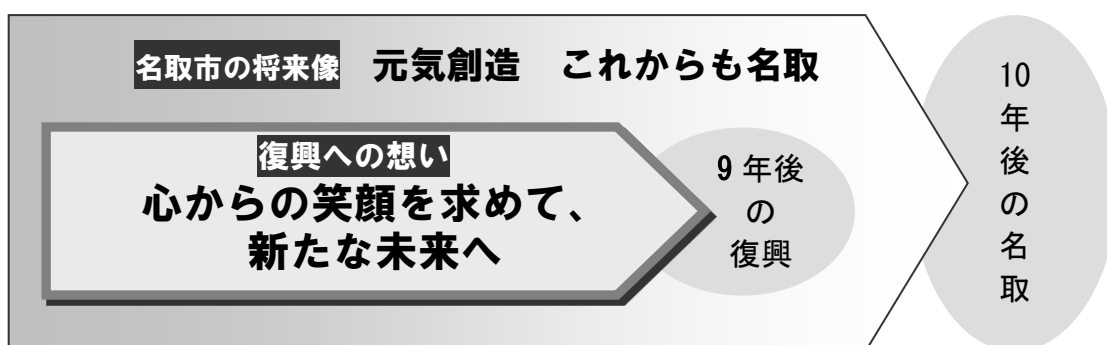 名取市の将来像　元気創造　これからも名取
復興への想い
心からの笑顔を求めて、
新たな未来へ
9年後
の
復興
10年後の名取